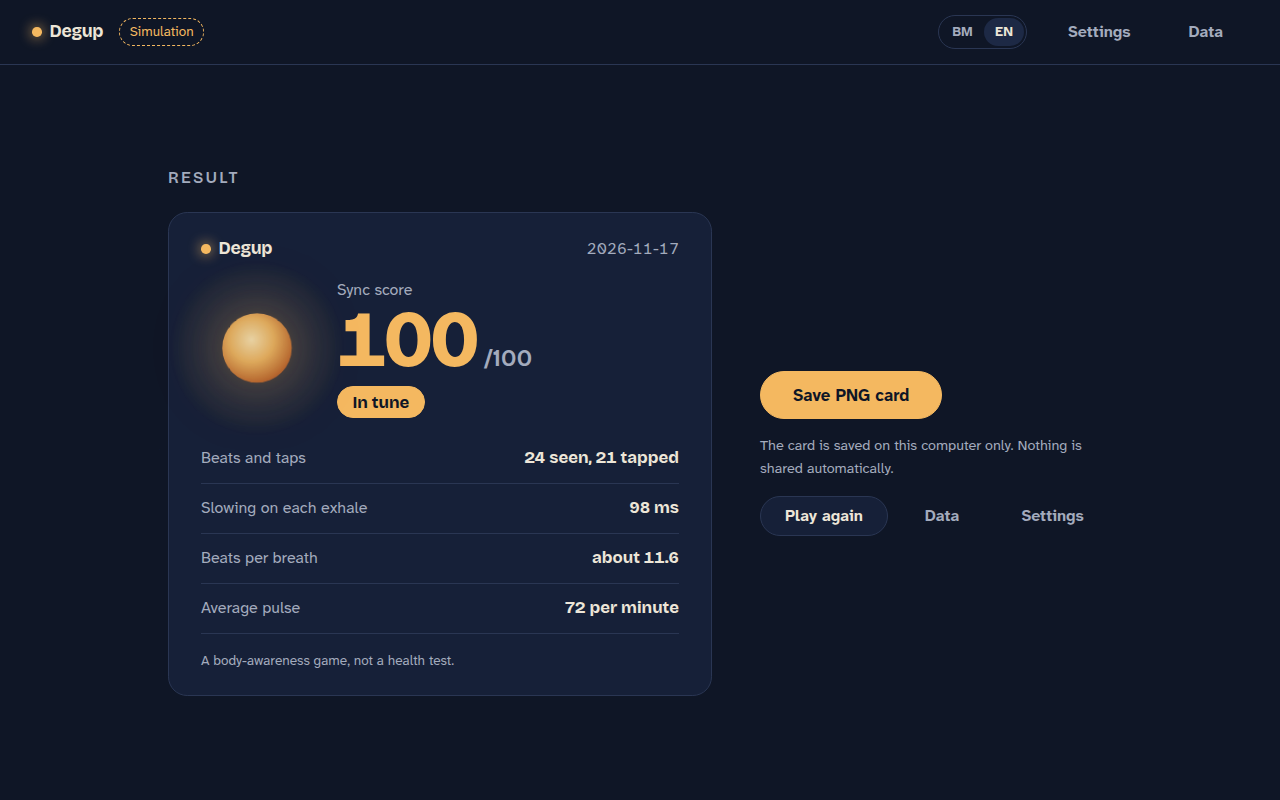 Degup
Simulation
BM
EN
Settings
Data
RESULT
Degup
2026-11-17
Sync score
100 /100
In tune
Beats and taps
24 seen, 21 tapped
Slowing on each exhale
98 ms
Beats per breath
about 11.6
Average pulse
72 per minute
A body-awareness game, not a health test.
Save PNG card
The card is saved on this computer only. Nothing is
shared automatically.
Play again
Data
Settings